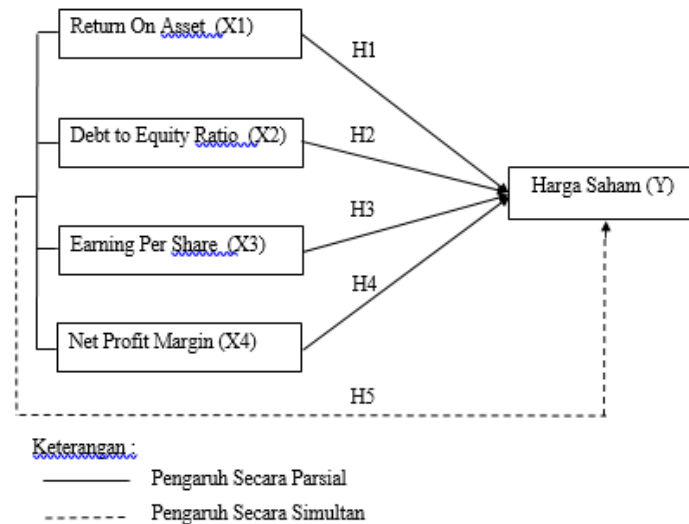 Return On Asset (X1)
H1
Debt to Equity Ratio (X2)
H2
Harga Saham (Y)
H3
Earning Per Share (X3)
H4
Net Profit Margin (X4)
H5
Keterangan :
Pengaruh Secara Parsial
Pengaruh Secara Simultan